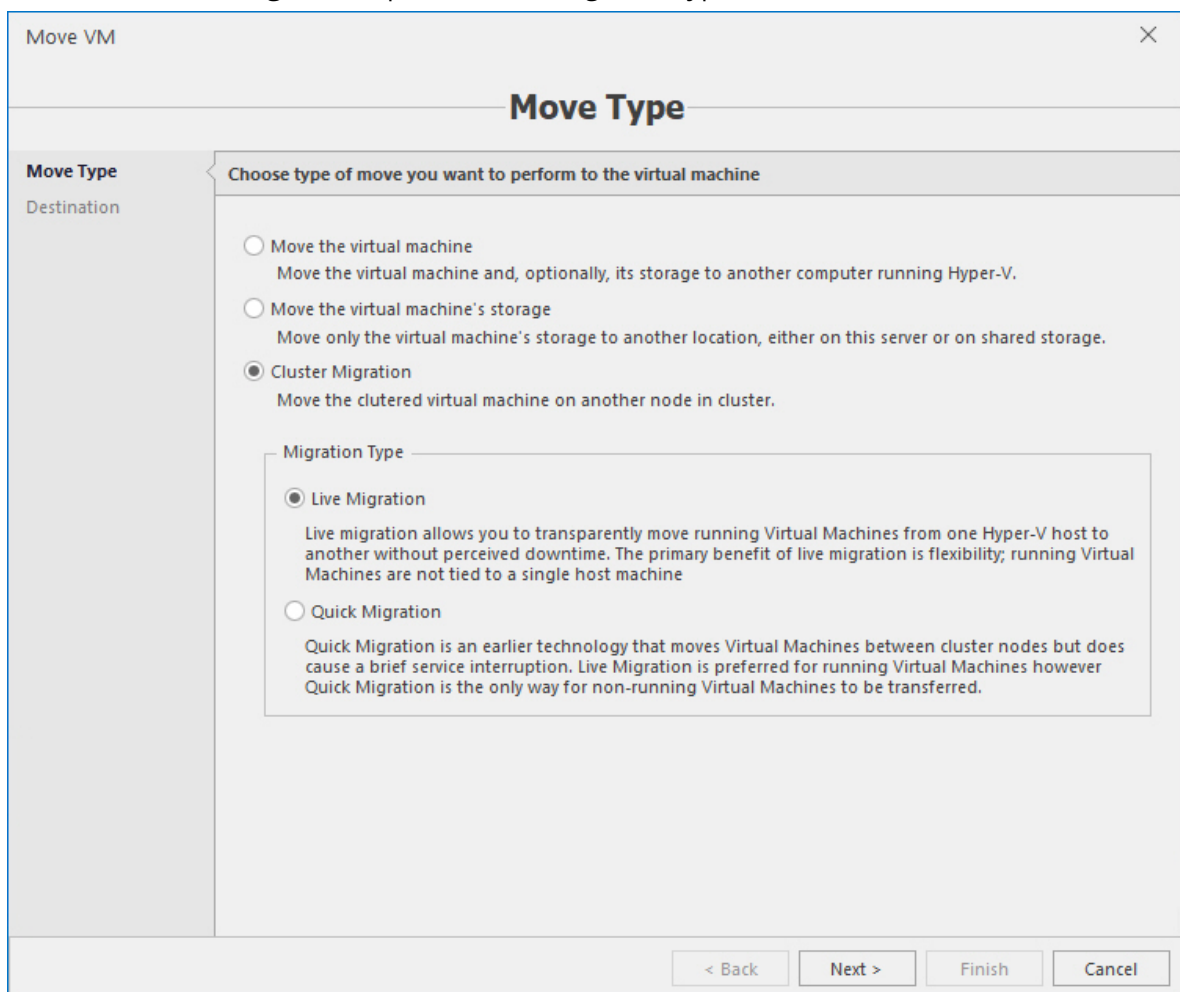 Move VM
Move Type
Move Type
Choose type of move you want to perform to the virtual machine
Destination
Move the virtual machine
Move the virtual machine and, optionally, its storage to another computer running Hyper-V.
Move the virtual machine's storage
Move only the virtual machine's storage to another location, either on this server or on shared storage.
Cluster Migration
Move the clutered virtual machine on another node in cluster.
Migration Type
Live Migration
Live migration allows you to transparently move running Virtual Machines from one Hyper-V host to
another without perceived downtime. The primary benefit of live migration is flexibility; running Virtual
Machines are not tied to a single host machine
Quick Migration
Quick Migration is an earlier technology that moves Virtual Machines between cluster nodes but does
cause a brief service interruption. Live Migration is preferred for running Virtual Machines however
Quick Migration is the only way for non-running Virtual Machines to be transferred.
< Back
Next >
Finish
Cancel